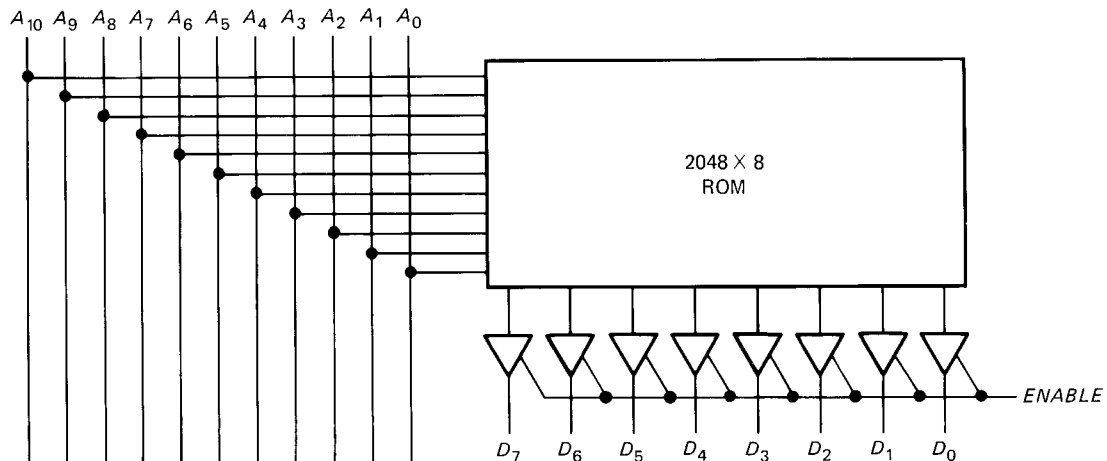 A10 A9 A8 A7 A6 A5 A4 A3 A2 A1 A0
2048 × 8
ROM
ENABLE
D7 D6 D5 D4 D3 D2 D1 D0